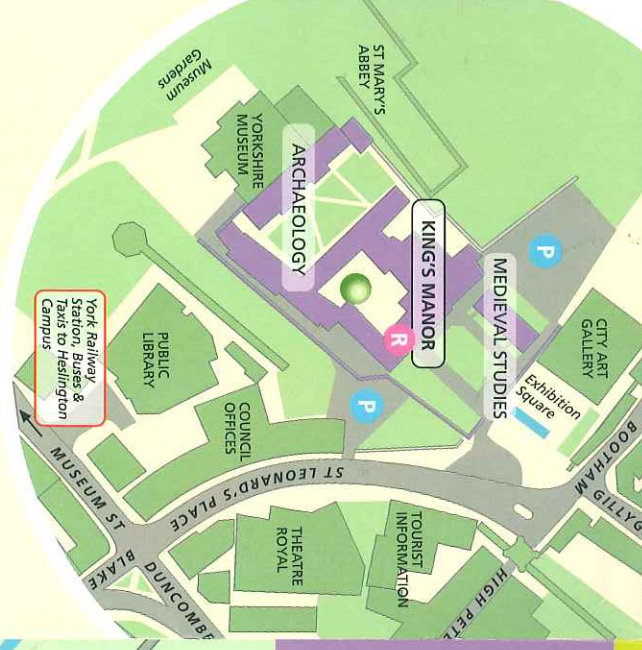 Museum
Gardens
ST MARY'S
ABBEY
YORKSHIRE
MUSEUM
ARCHAEOLOGY
KING'S MANOR
MEDIEVAL STUDIES
P
CITY ART
GALLERY
Exhibition
Square
BOOTHAM
GILLYG
R
P
York Railway
Station, Buses &
Taxis to Heslington
Campus
PUBLIC
LIBRARY
COUNCIL
OFFICES
ST LEONARD'S PLACE
MUSEUM ST
THEATRE
ROYAL
TOURIST
INFORMATION
BLAKE
DUNCOMBE
HIGH PET